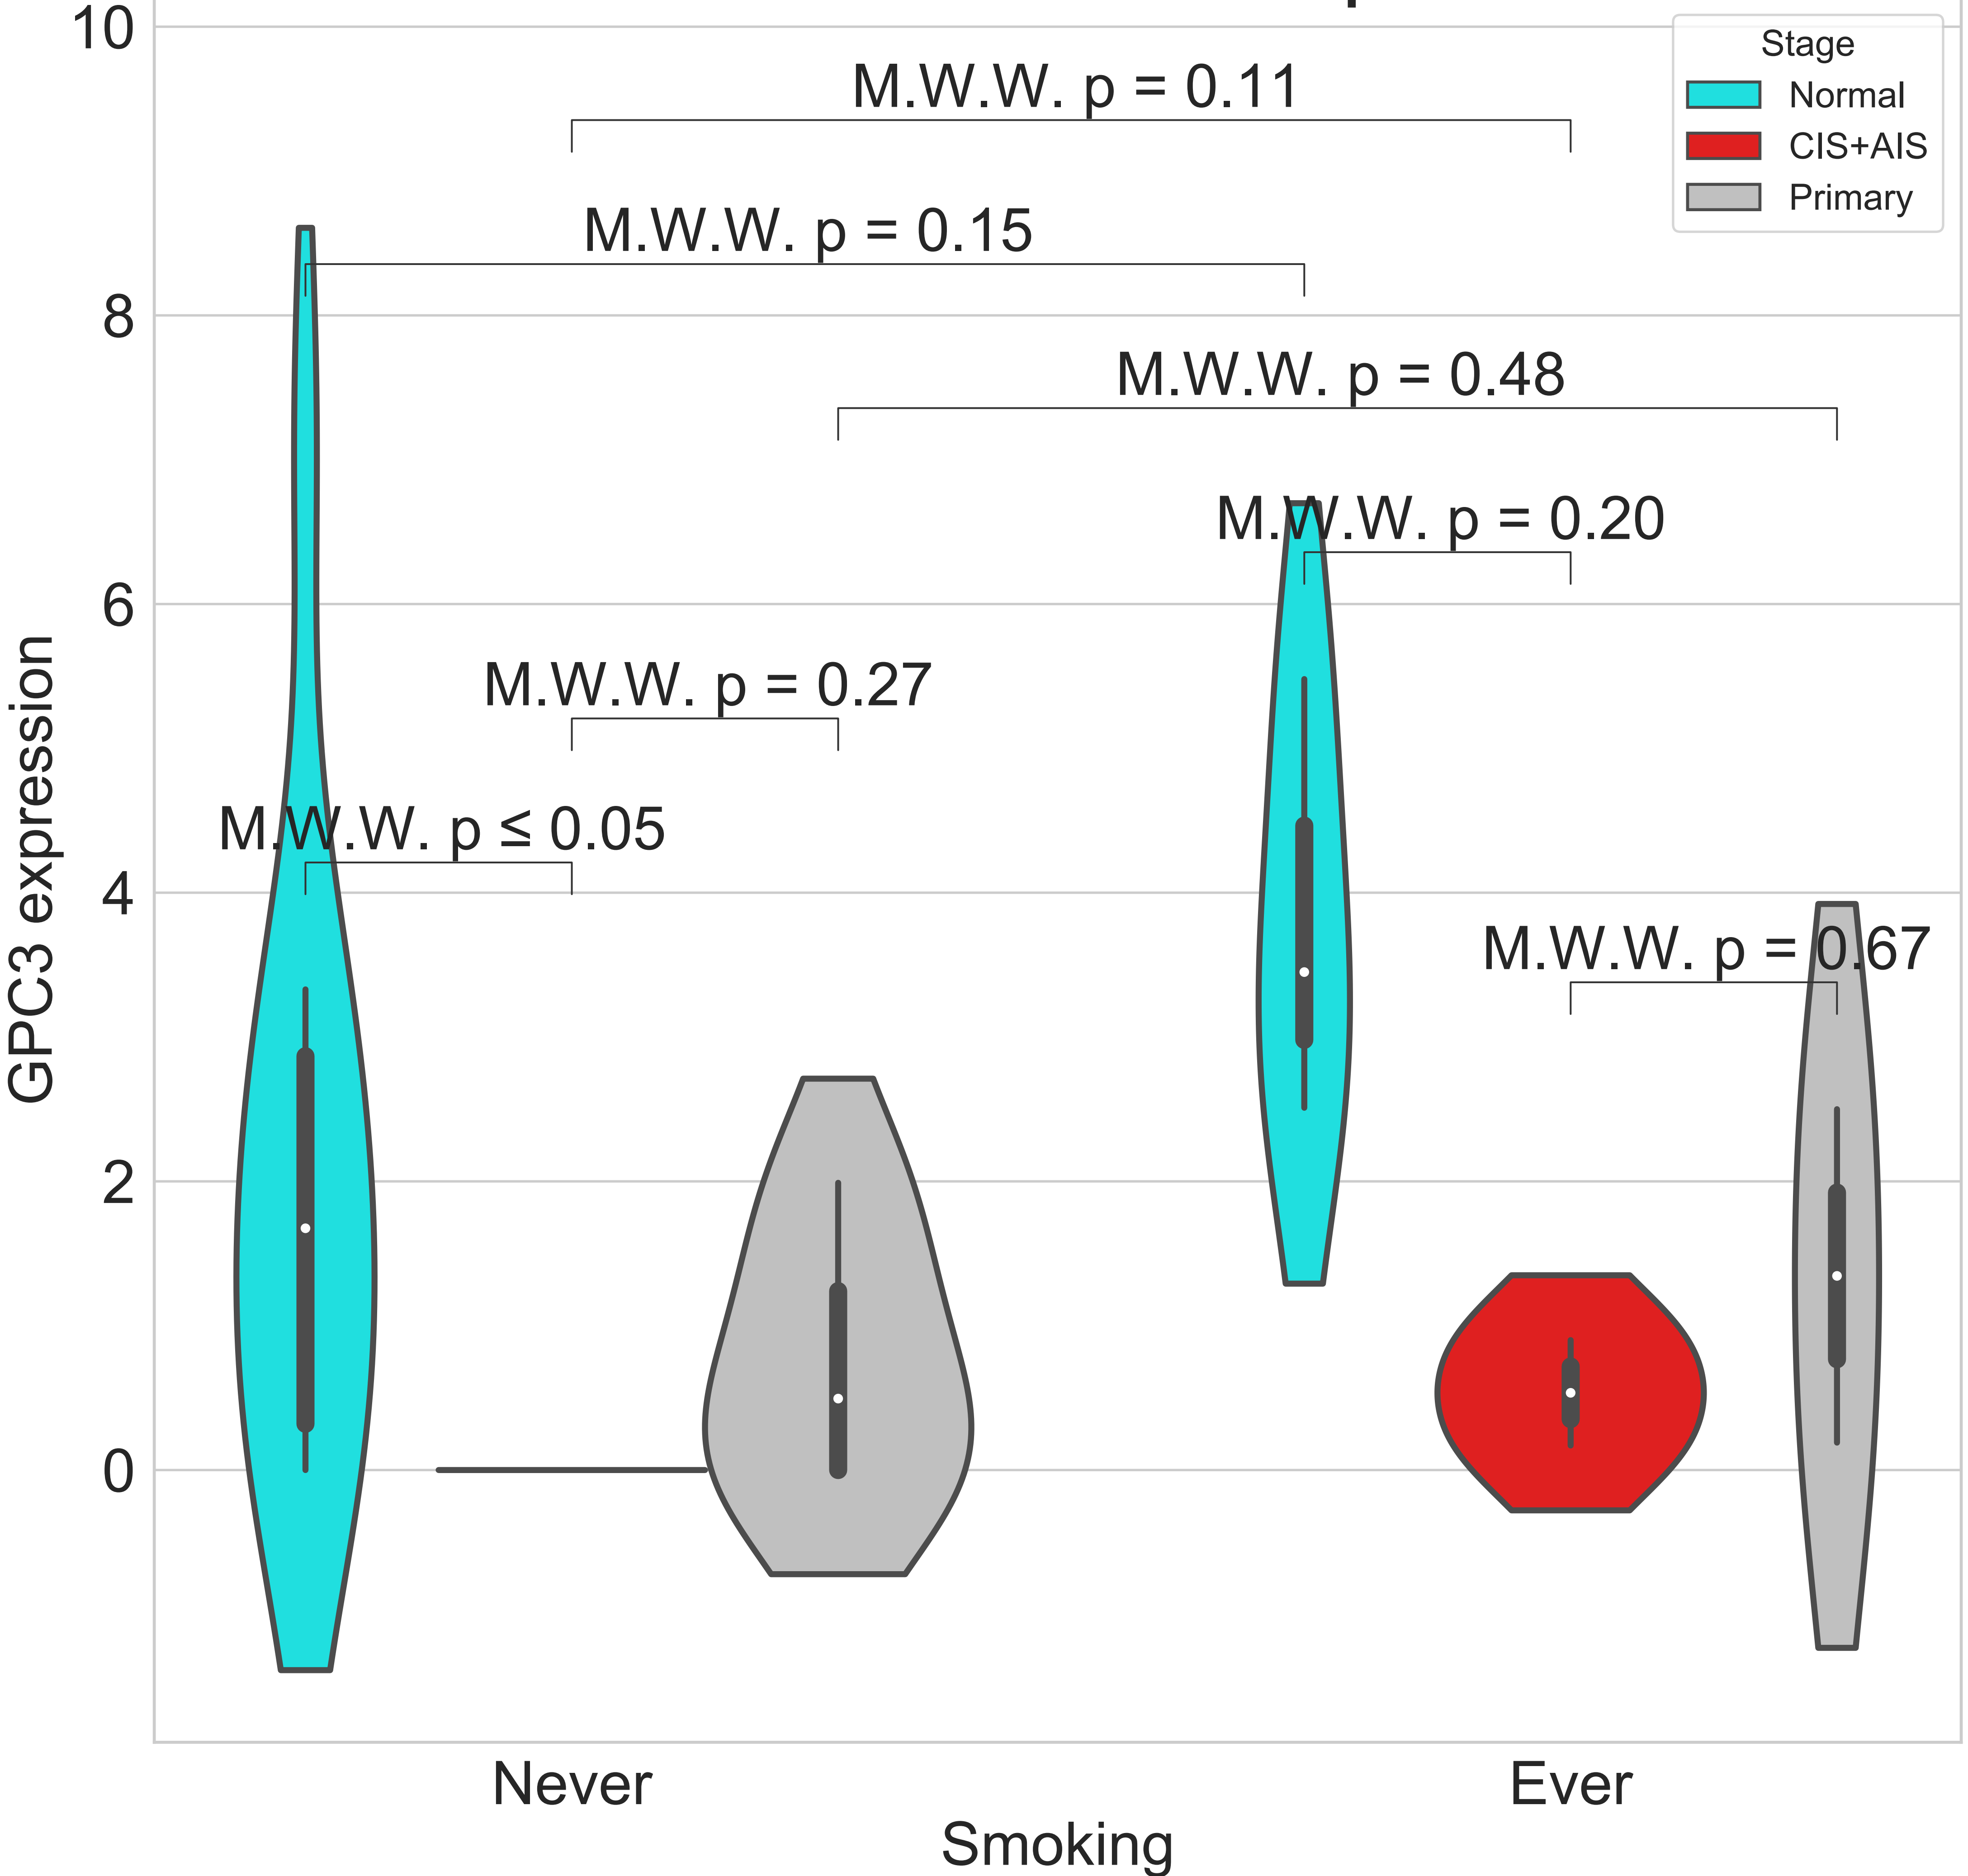 10
M.W.W. p = 0.11
Stage
Normal
CIS+AIS
Primary
M.W.W. p = 0.15
8
M.W.W. p = 0.48
M.W.W. p = 0.20
6
M.W.W. p = 0.27
M.W.W. p ≤ 0.05
4
M.W.W. p = 0.67
GPC3 expression
2
0
Never
Ever
Smoking